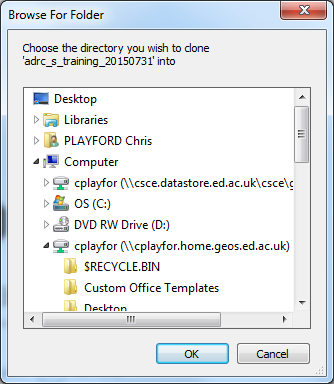 Browse For Folder
Choose the directory you wish to clone
'adrc_s_training_20150731' into
Desktop
Libraries
PLAYFORD Chris
Computer
cplayfor (\\csce.datastore.ed.ac.uk\csce\g
OS (C:)
DVD RW Drive (D:)
cplayfor (\\cplayfor.home.geos.ed.ac.uk)
$RECYCLE.BIN
Custom Office Templates
Desktop
OK
Cancel